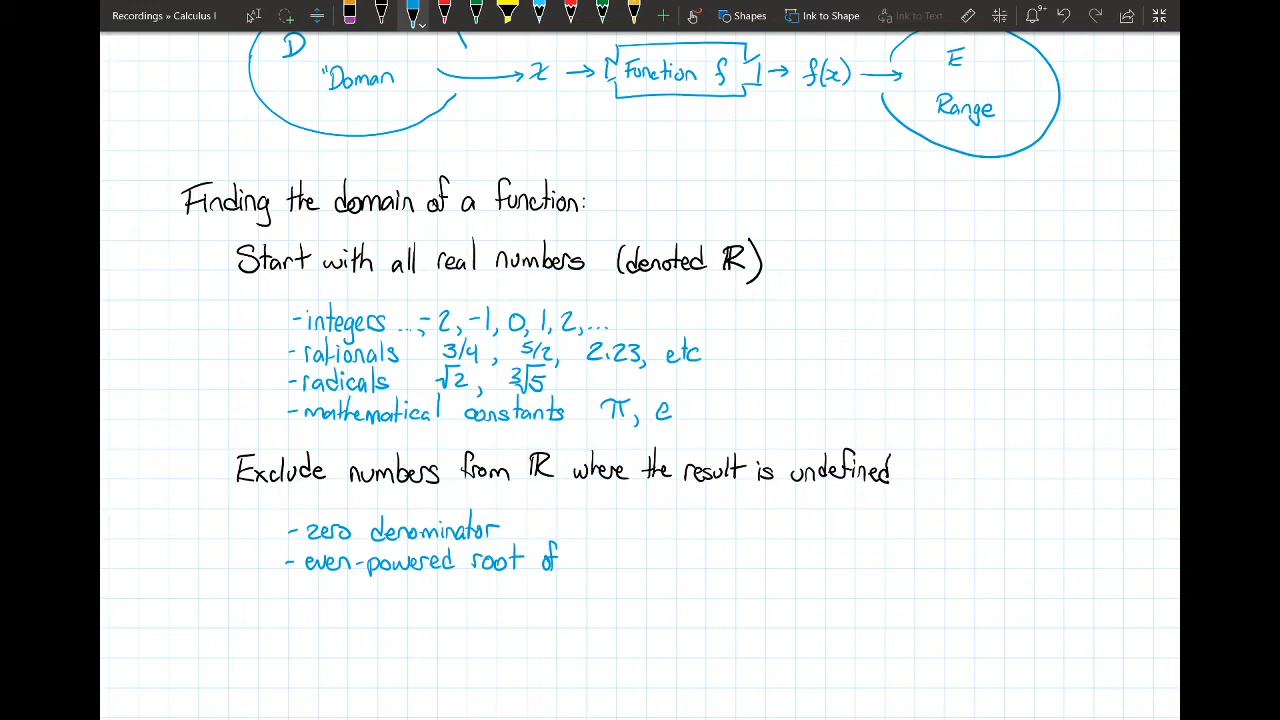 Recordings » Calculus I
Shapes
Ink to Shape
Ink to Text
9+
D
"Doman
x → Function f → f(x) →
E
Range
Finding the domain of a function:
Start with all real numbers (denoted ℝ)
- integers ..., -2, -1, 0, 1, 2, ...
- rationals 3/4, 5/2, 2.23, etc
- radicals √2, ∛5
- mathematical constants π, e
Exclude numbers from ℝ where the result is undefined
- zero denominator
- even-powered root of